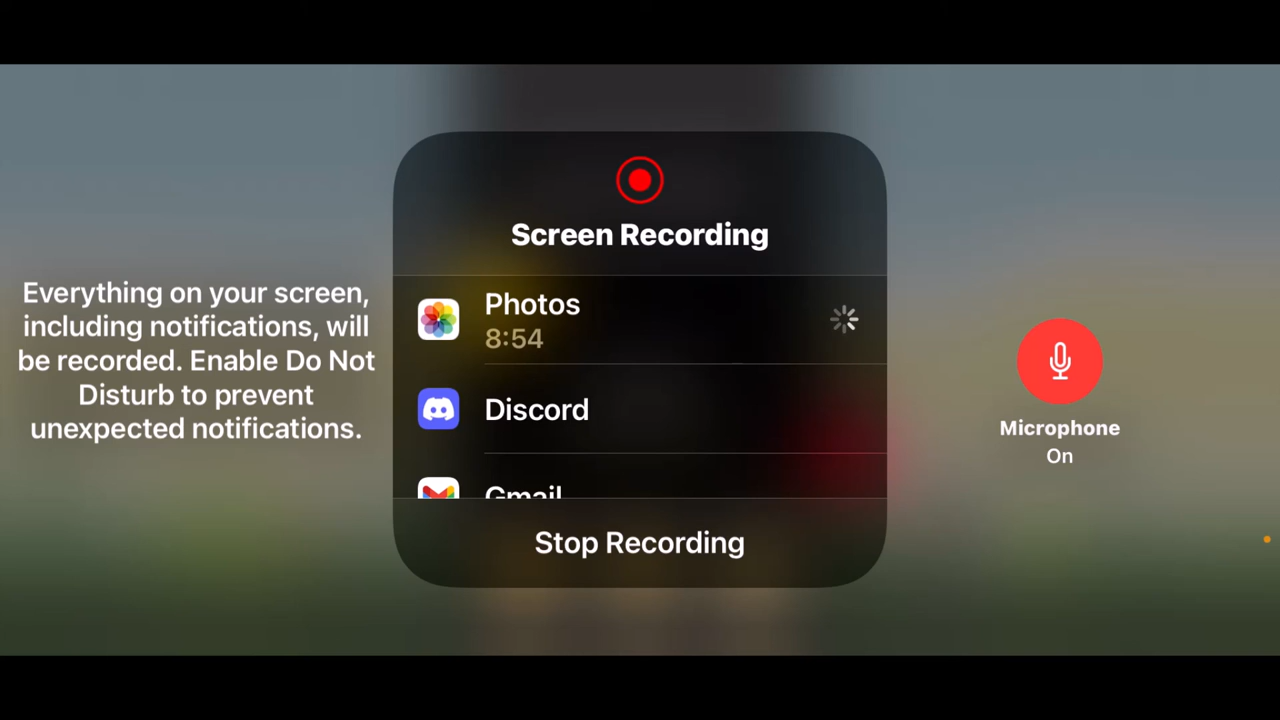 Screen Recording
Everything on your screen,
including notifications, will
be recorded. Enable Do Not
Disturb to prevent
unexpected notifications.
Photos
8:54
Discord
Gmail
Stop Recording
Microphone
On